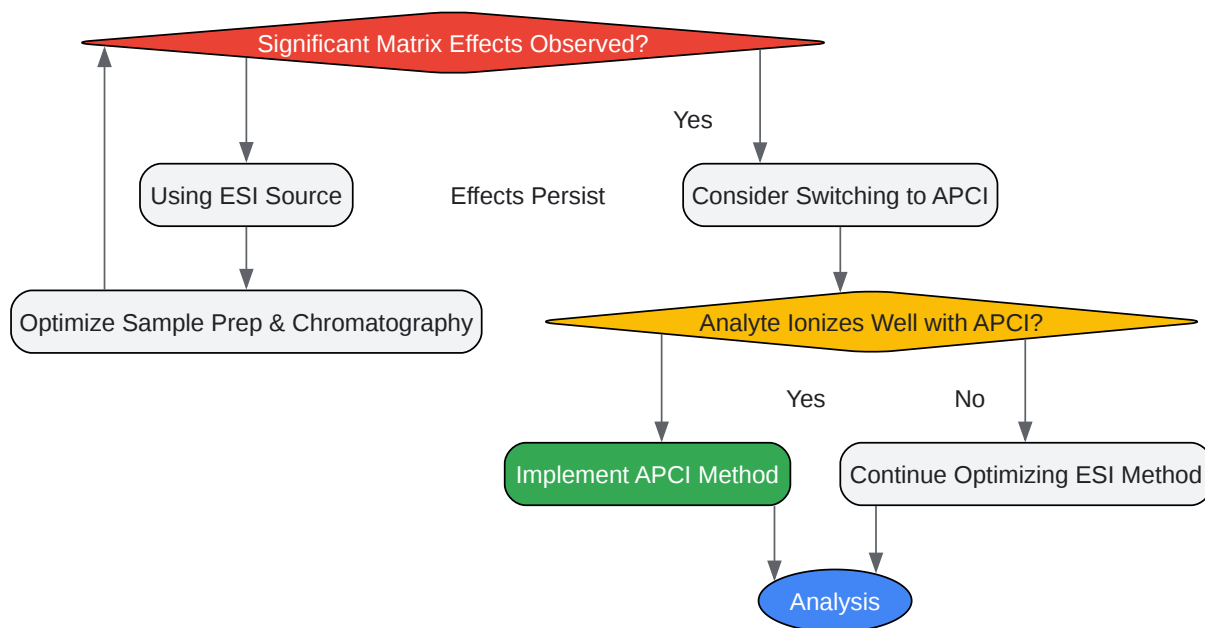 Significant Matrix Effects Observed?
Yes
Using ESI Source
Effects Persist
Consider Switching to APCI
Optimize Sample Prep & Chromatography
Analyte Ionizes Well with APCI?
Yes
No
Implement APCI Method
Continue Optimizing ESI Method
Analysis